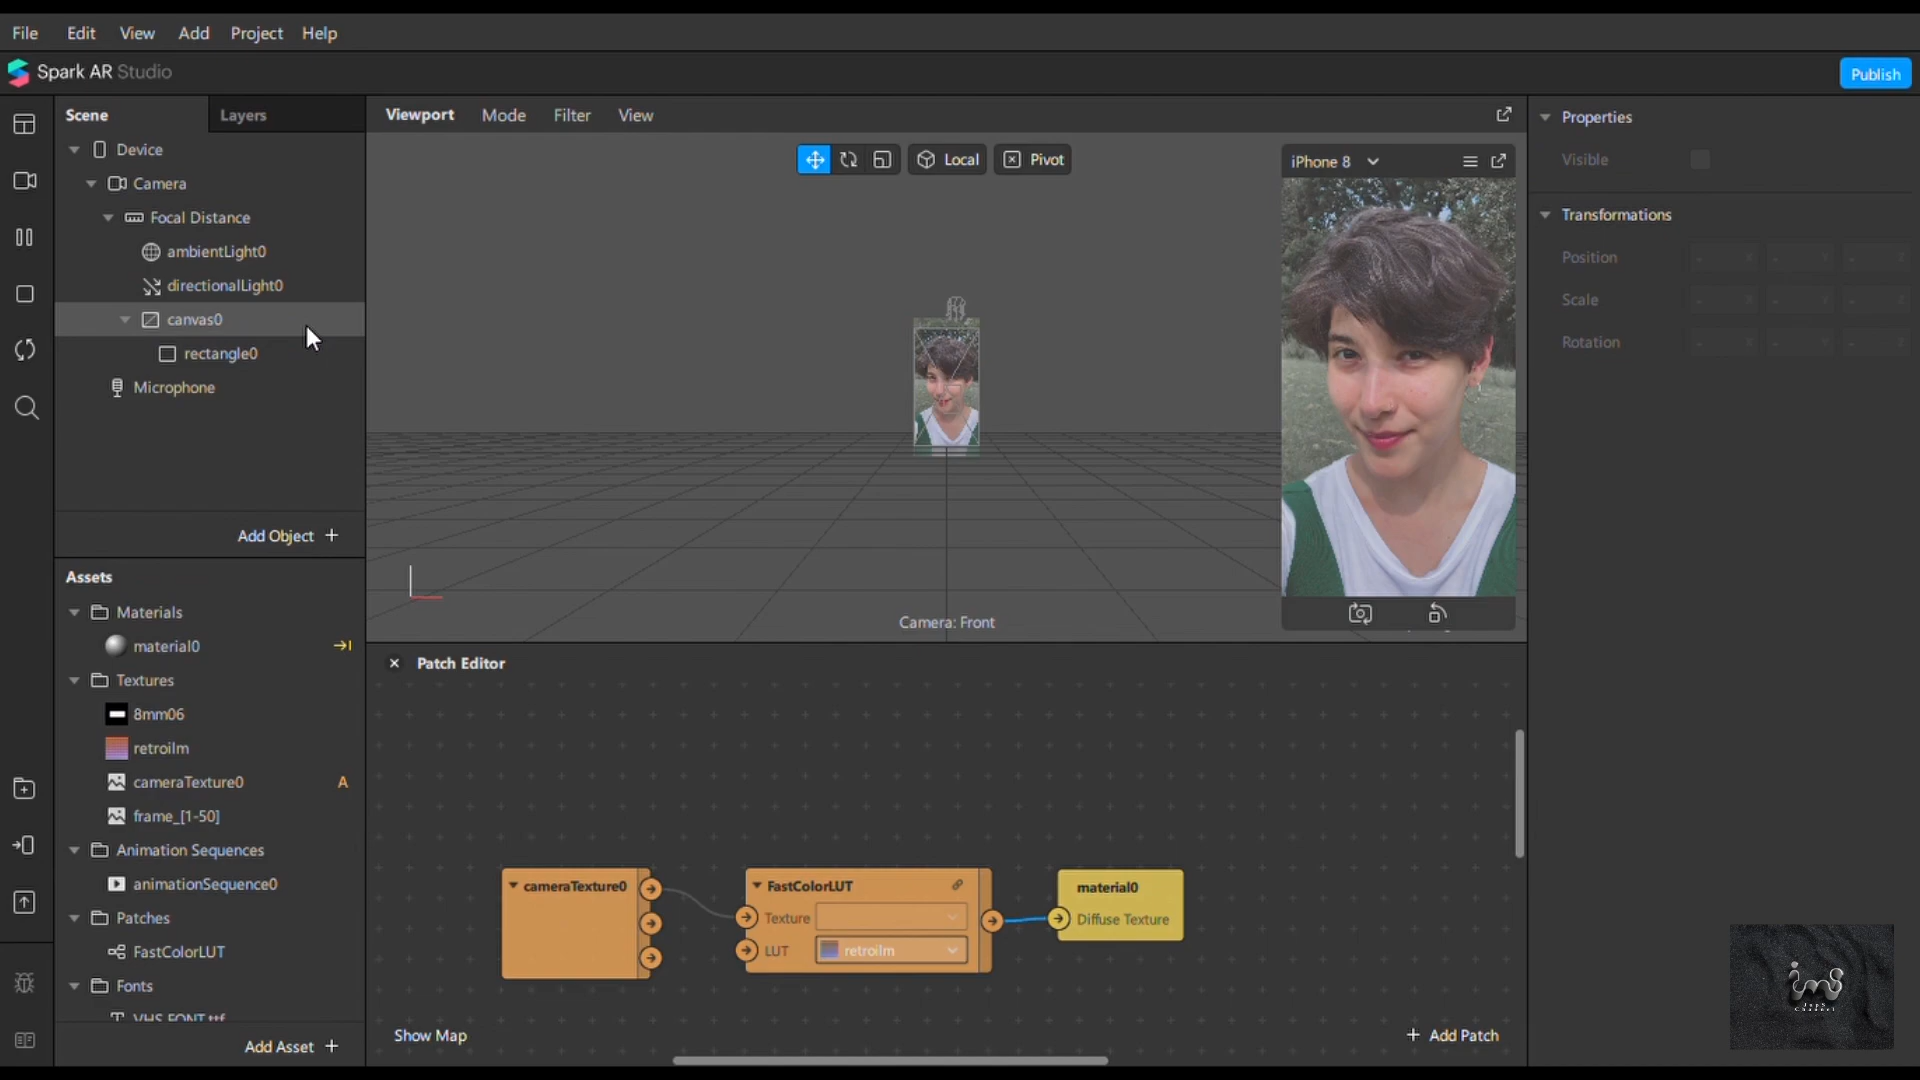 File Edit View Add Project Help
Spark AR Studio
Publish
Scene
Layers
Device
Camera
Focal Distance
ambientLight0
directionalLight0
canvas0
rectangle0
Microphone
Add Object +
Viewport Mode Filter View
Local
Pivot
iPhone 8
Camera: Front
Properties
Visible
Transformations
Position
Scale
Rotation
Assets
Materials
material0
Textures
8mm06
retroilm
cameraTexture0 A
frame_[1-50]
Animation Sequences
animationSequence0
Patches
FastColorLUT
Fonts
VHS FONT.ttf
Add Asset +
Patch Editor
cameraTexture0
FastColorLUT
Texture
LUT retroilm
material0
Diffuse Texture
Show Map
+ Add Patch